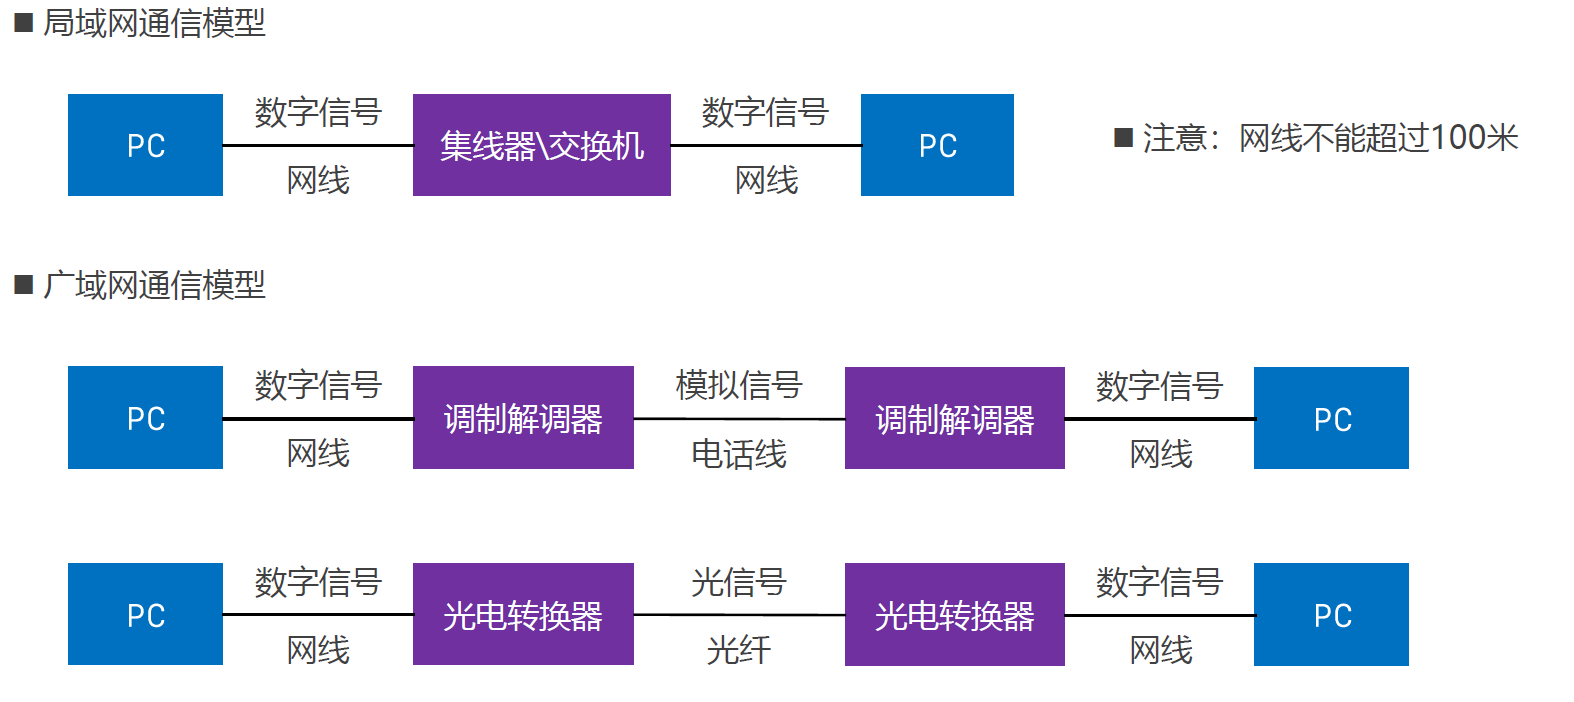 ■ 局域网通信模型
数字信号 数字信号
PC 集线器\交换机 PC ■ 注意：网线不能超过100米
网线 网线
■ 广域网通信模型
数字信号 模拟信号 数字信号
PC 调制解调器 调制解调器 PC
网线 电话线 网线
数字信号 光信号 数字信号
PC 光电转换器 光电转换器 PC
网线 光纤 网线